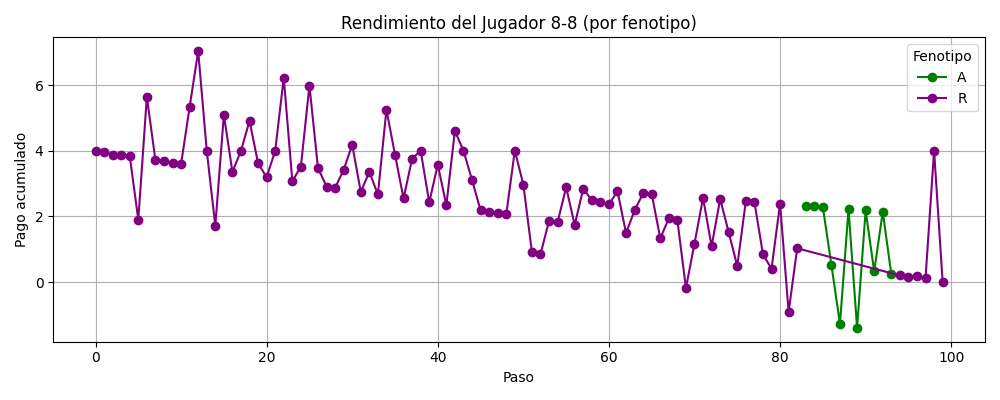 Rendimiento del Jugador 8-8 (por fenotipo)
Fenotipo
A
R
Pago acumulado
6
4
2
0
0 20 40 60 80 100
Paso